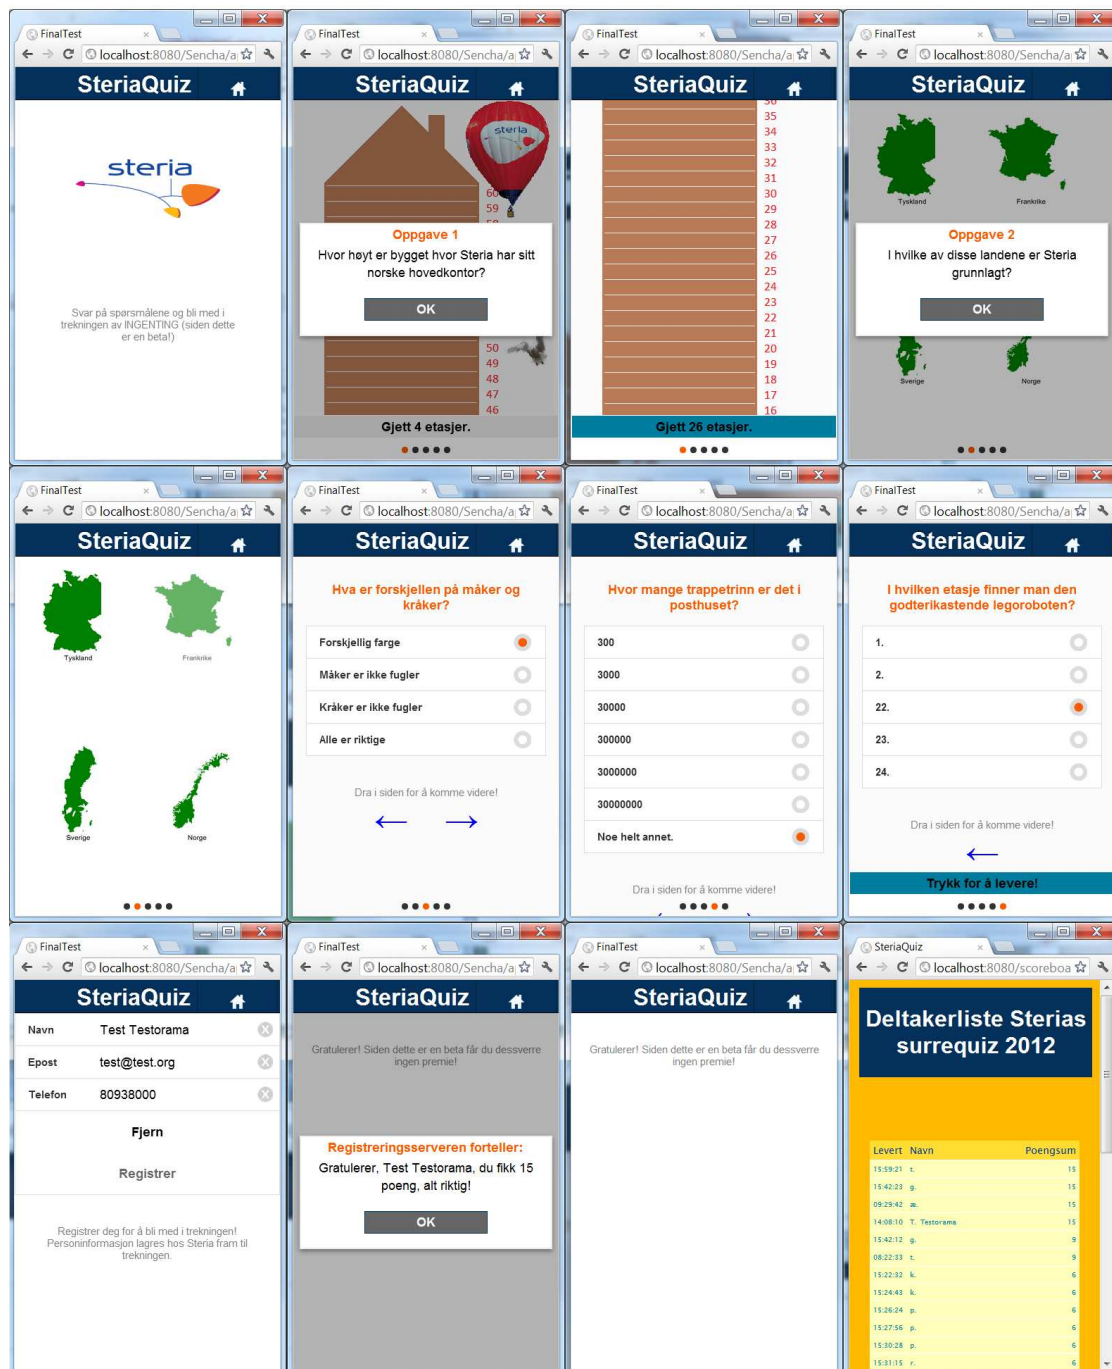 FinalTest
localhost:8080/Sencha/a
SteriaQuiz
steria
Svar på spørsmålene og bli med i
trekningen av INGENTING (siden dette
er en beta!)
FinalTest
localhost:8080/Sencha/a
SteriaQuiz
steria
60
59
Oppgave 1
Hvor høyt er bygget hvor Steria har sitt
norske hovedkontor?
OK
50
49
48
47
46
Gjett 4 etasjer.
FinalTest
localhost:8080/Sencha/a
SteriaQuiz
36
35
34
33
32
31
30
29
28
27
26
25
24
23
22
21
20
19
18
17
16
Gjett 26 etasjer.
FinalTest
localhost:8080/Sencha/a
SteriaQuiz
Tyskland
Frankrike
Oppgave 2
I hvilke av disse landene er Steria
grunnlagt?
OK
Sverige
Norge
FinalTest
localhost:8080/Sencha/a
SteriaQuiz
Tyskland
Frankrike
Sverige
Norge
FinalTest
localhost:8080/Sencha/a
SteriaQuiz
Hva er forskjellen på måker og
kråker?
Forskjellig farge
Måker er ikke fugler
Kråker er ikke fugler
Alle er riktige
Dra i siden for å komme videre!
← →
FinalTest
localhost:8080/Sencha/a
SteriaQuiz
Hvor mange trappetrinn er det i
posthuset?
300
3000
30000
300000
3000000
30000000
Noe helt annet.
Dra i siden for å komme videre!
FinalTest
localhost:8080/Sencha/a
SteriaQuiz
I hvilken etasje finner man den
godterikastende legoroboten?
1.
2.
22.
23.
24.
Dra i siden for å komme videre!
←
Trykk for å levere!
FinalTest
localhost:8080/Sencha/a
SteriaQuiz
Navn Test Testorama
Epost test@test.org
Telefon 80938000
Fjern
Registrer
Registrer deg for å bli med i trekningen!
Personinformasjon lagres hos Steria fram til
trekningen.
FinalTest
localhost:8080/Sencha/a
SteriaQuiz
Gratulerer! Siden dette er en beta får du dessverre
ingen premie!
Registreringsserveren forteller:
Gratulerer, Test Testorama, du fikk 15
poeng, alt riktig!
OK
FinalTest
localhost:8080/Sencha/a
SteriaQuiz
Gratulerer! Siden dette er en beta får du dessverre
ingen premie!
SteriaQuiz
localhost:8080/scoreboa
Deltakerliste Sterias
surrequiz 2012
Levert Navn Poengsum
15:59:21 t. 15
15:42:23 g. 15
09:29:42 æ. 15
14:08:10 T. Testorama 15
15:42:12 g. 9
08:22:33 t. 9
15:22:32 k. 6
15:24:43 k. 6
15:26:24 p. 6
15:27:56 p. 6
15:30:28 p. 6
15:31:15 r. 6